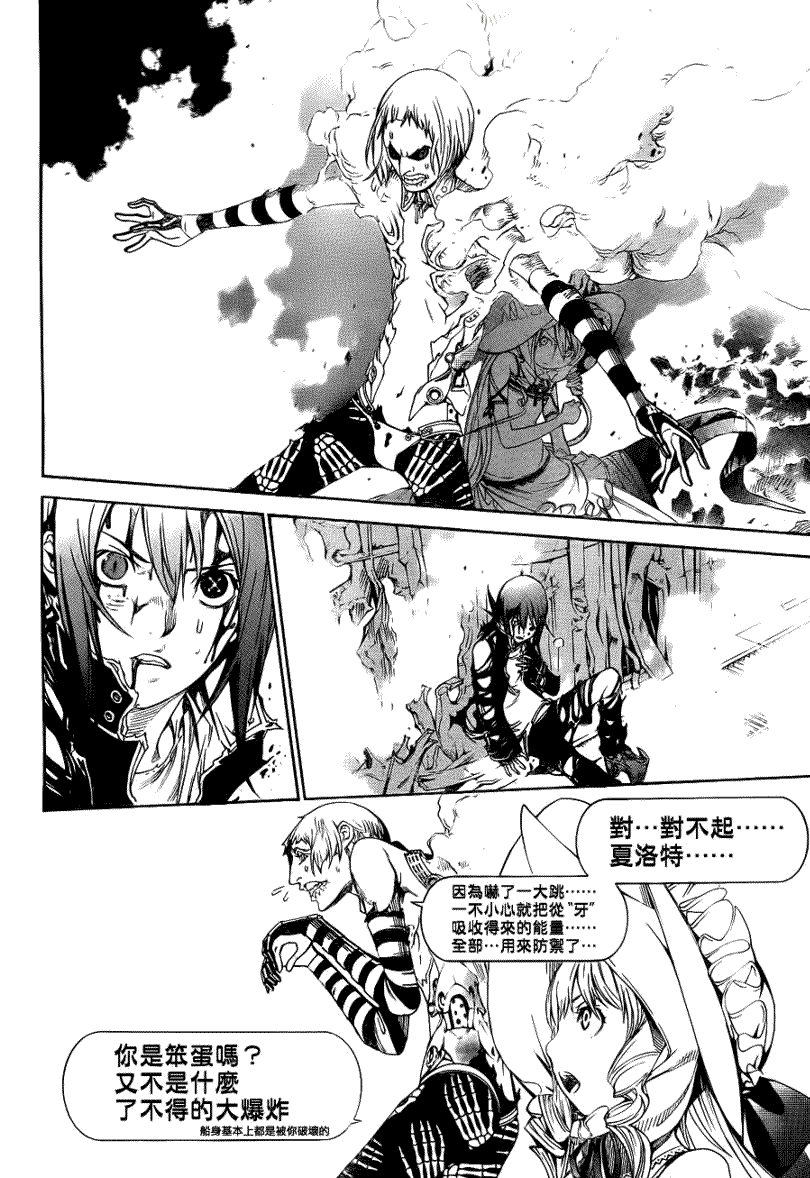 對…對不起……
夏洛特……
因為嚇了一大跳……
一不小心就把從“牙”
吸收得來的能量……
全部…用來防禦了…
你是笨蛋嗎？
又不是什麼
了不得的大爆炸
船身基本上都是被你破壞的